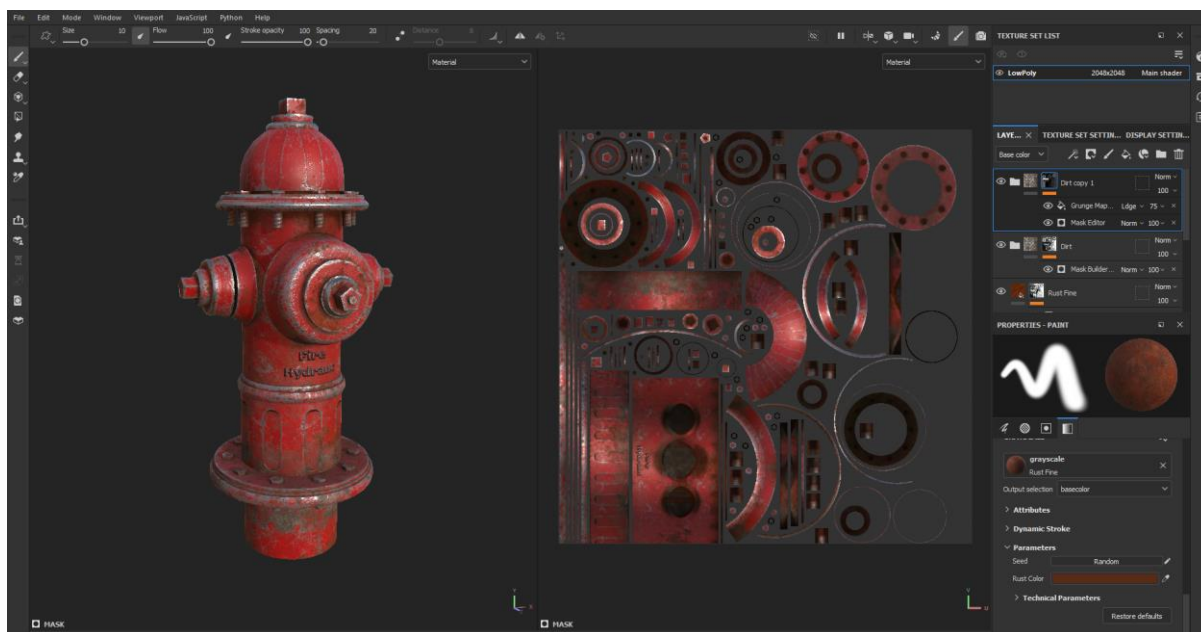 File Edit Mode Window Viewport JavaScript Python Help
Size 10 Flow 100 Stroke opacity 100 Spacing 20 Distance 8
Material
Material
Fire
Hydrant
MASK
MASK
TEXTURE SET LIST
LowPoly 2048x2048 Main shader
LAYE... TEXTURE SET SETTIN... DISPLAY SETTIN...
Base color
Dirt copy 1 Norm
100
Grunge Map... Ldge 75
Mask Editor Norm 100
Dirt Norm
100
Mask Builder... Norm 100
Rust Fine Norm
100
PROPERTIES - PAINT
grayscale
Rust Fine
Output selection basecolor
Attributes
Dynamic Stroke
Parameters
Seed Random
Rust Color
Technical Parameters
Restore defaults